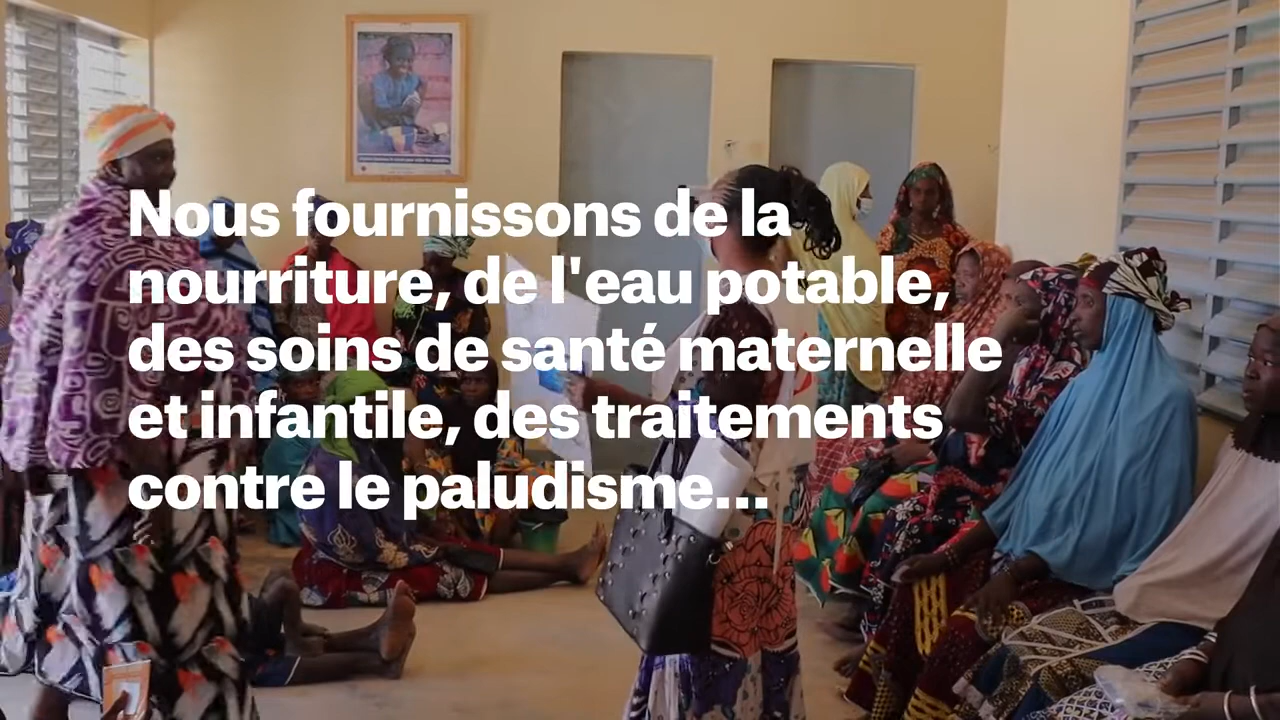 Nous fournissons de la
nourriture, de l'eau potable,
des soins de santé maternelle
et infantile, des traitements
contre le paludisme...